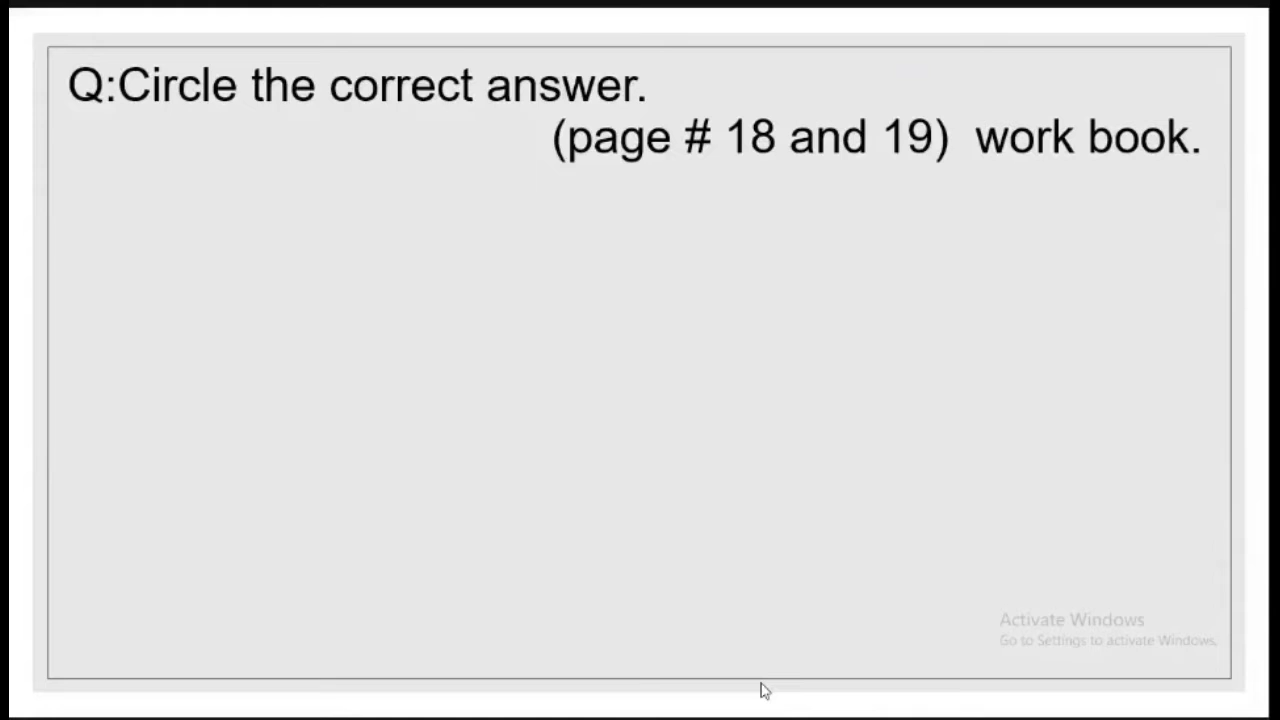 Q:Circle the correct answer.
(page # 18 and 19) work book.
Activate Windows
Go to Settings to activate Windows.